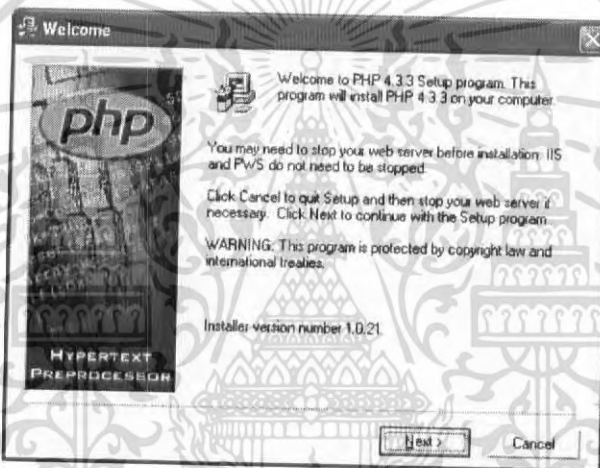 Welcome
php
HYPERTEXT
PREPROCESSOR
Welcome to PHP 4.3.3 Setup program. This
program will install PHP 4.3.3 on your computer.
You may need to stop your web server before installation. IIS
and PWS do not need to be stopped.
Click Cancel to quit Setup and then stop your web server if
necessary. Click Next to continue with the Setup program
WARNING: This program is protected by copyright law and
international treaties.
Installer version number 1.0.21
Next >
Cancel